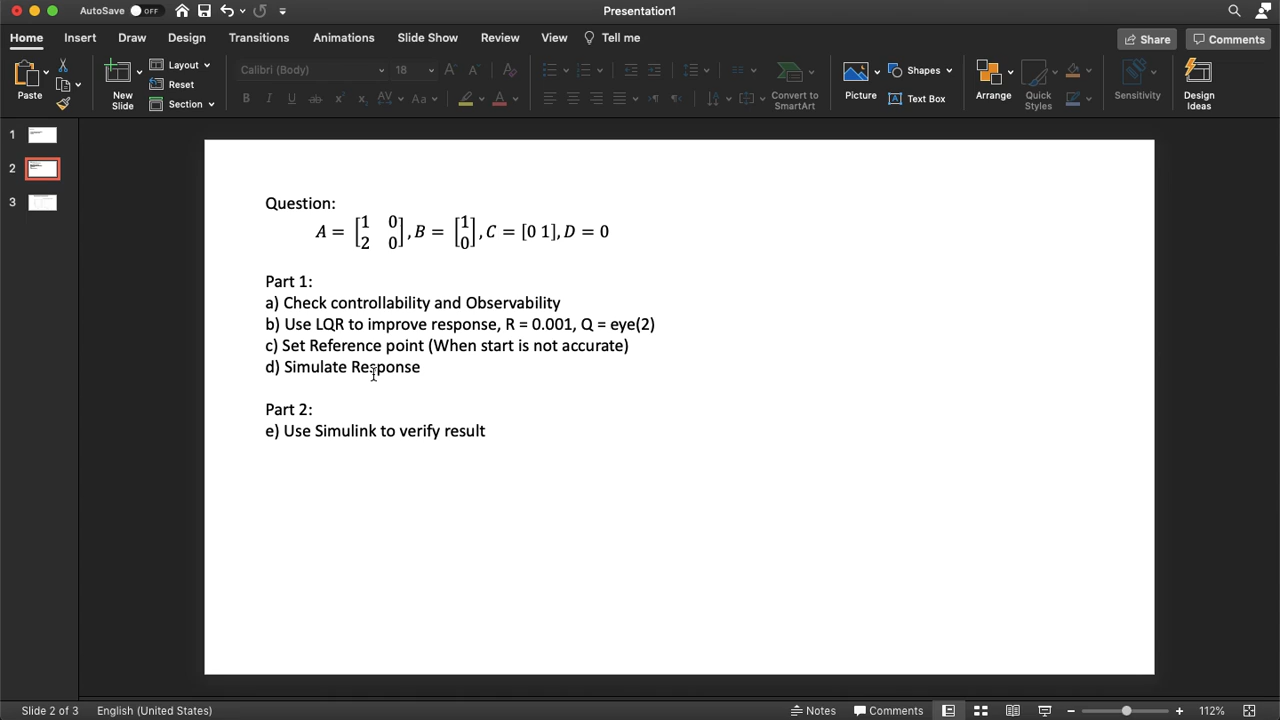 AutoSave OFF
Presentation1
Home Insert Draw Design Transitions Animations Slide Show Review View Tell me Share Comments
Paste
New Slide
Layout
Reset
Section
Calibri (Body) 18
Convert to SmartArt
Picture
Shapes
Text Box
Arrange
Quick Styles
Sensitivity
Design Ideas
1
2
3
Question:
A = [1 0
2 0], B = [1
0], C = [0 1], D = 0
Part 1:
a) Check controllability and Observability
b) Use LQR to improve response, R = 0.001, Q = eye(2)
c) Set Reference point (When start is not accurate)
d) Simulate Response
Part 2:
e) Use Simulink to verify result
Slide 2 of 3 English (United States) Notes Comments 112%